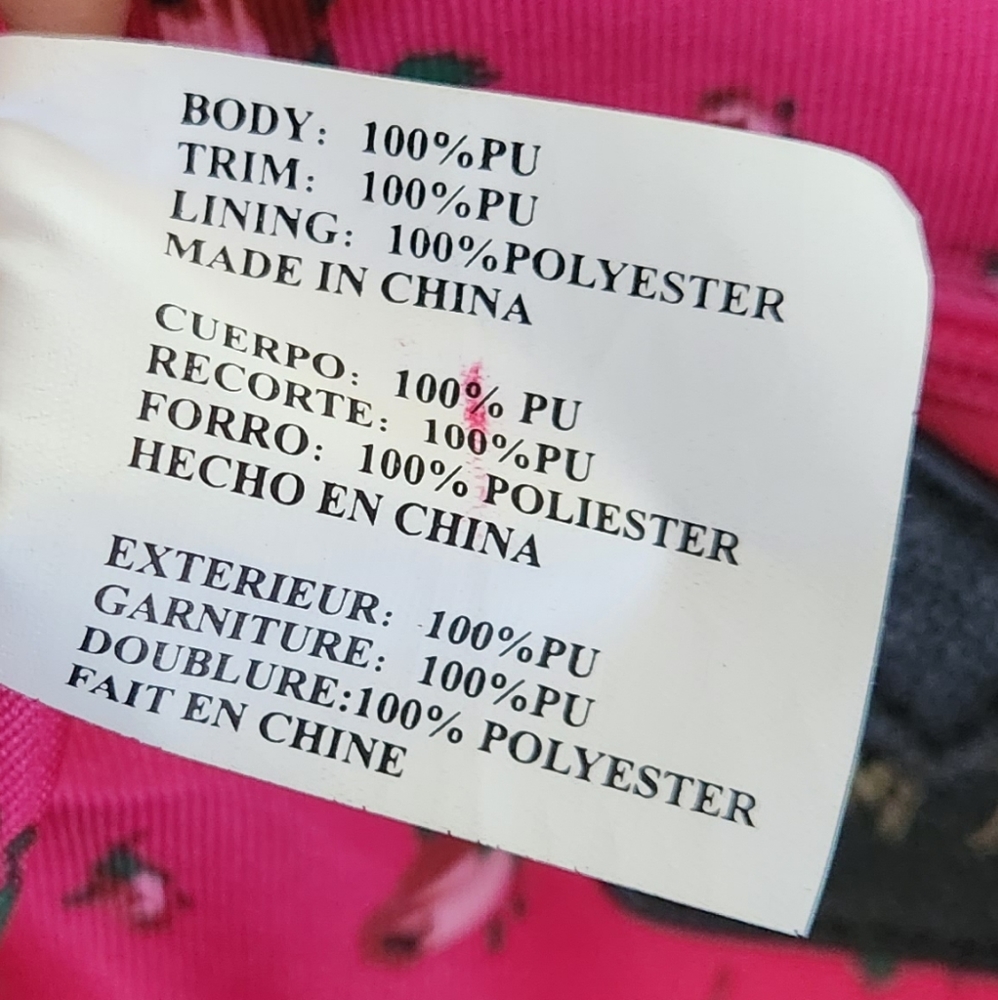 BODY: 100%PU
TRIM: 100%PU
LINING: 100%POLYESTER
MADE IN CHINA
CUERPO: 100% PU
RECORTE: 100%PU
FORRO: 100% POLIESTER
HECHO EN CHINA
EXTERIEUR: 100%PU
GARNITURE: 100%PU
DOUBLURE:100% POLYESTER
FAIT EN CHINE